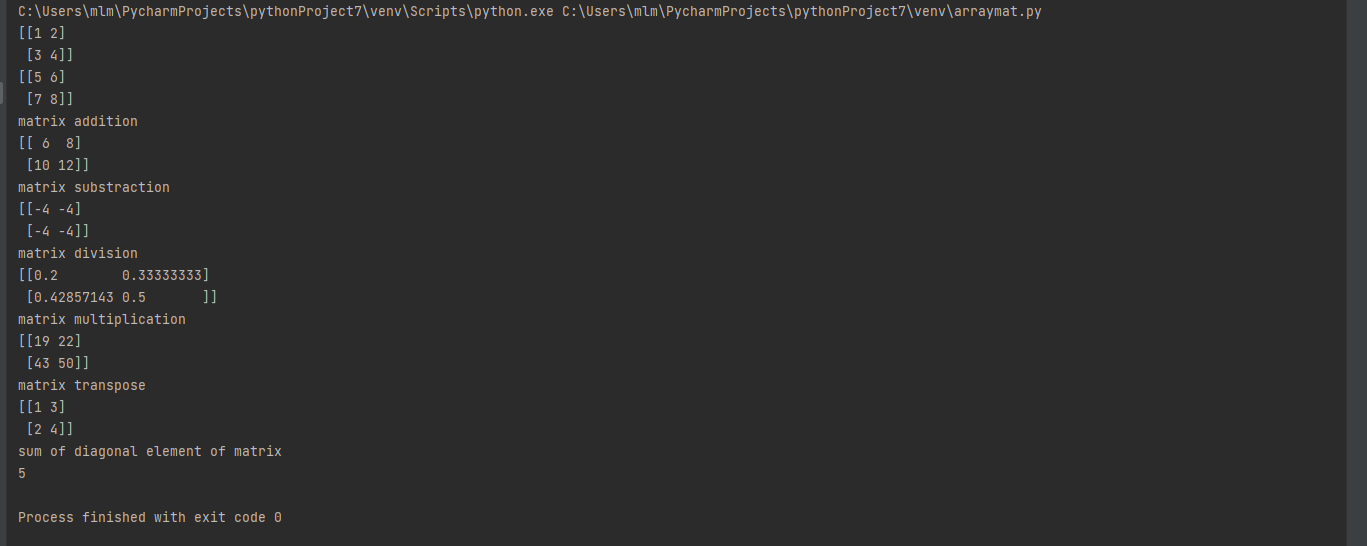 C:\Users\mlm\PycharmProjects\pythonProject7\venv\Scripts\python.exe C:\Users\mlm\PycharmProjects\pythonProject7\venv\arraymat.py
[[1 2]
 [3 4]]
[[5 6]
 [7 8]]
matrix addition
[[ 6  8]
 [10 12]]
matrix substraction
[[-4 -4]
 [-4 -4]]
matrix division
[[0.2        0.33333333]
 [0.42857143 0.5       ]]
matrix multiplication
[[19 22]
 [43 50]]
matrix transpose
[[1 3]
 [2 4]]
sum of diagonal element of matrix
5
Process finished with exit code 0